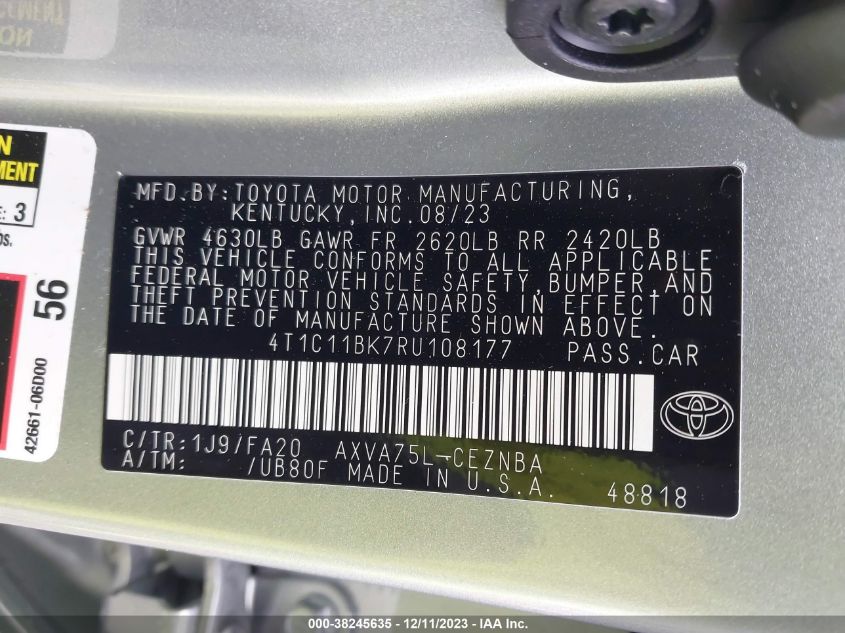 N
MENT
E: 3
OS.
56
42661-06D00
MFD.BY:TOYOTA MOTOR MANUFACTURING,
KENTUCKY,INC.08/23
GVWR 4630LB GAWR FR 2620LB RR 2420LB
THIS VEHICLE CONFORMS TO ALL APPLICABLE
FEDERAL MOTOR VEHICLE SAFETY,BUMPER,AND
THEFT PREVENTION STANDARDS IN EFFECT ON
THE DATE OF MANUFACTURE SHOWN ABOVE.
4T1C11BK7RU108177 PASS.CAR
C/TR:1J9/FA20 AXVA75L-CEZNBA
A/TM: /UB80F MADE IN U.S.A.
48818
000-38245635 - 12/11/2023 - IAA Inc.